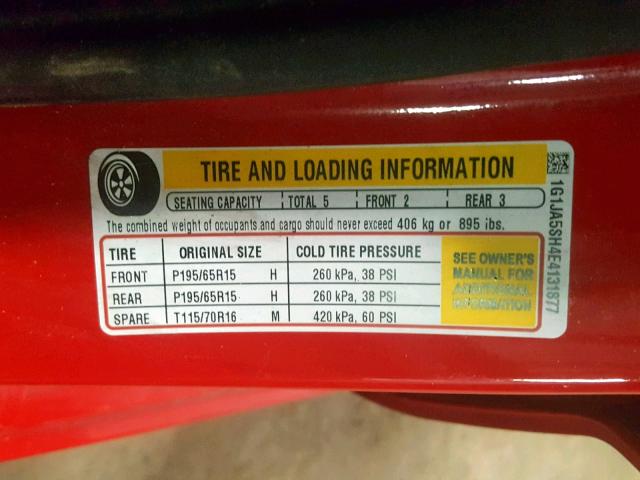 TIRE AND LOADING INFORMATION
SEATING CAPACITY TOTAL 5 FRONT 2 REAR 3
The combined weight of occupants and cargo should never exceed 406 kg or 895 lbs.
TIRE ORIGINAL SIZE COLD TIRE PRESSURE
FRONT P195/65R15 H 260 kPa, 38 PSI
REAR P195/65R15 H 260 kPa, 38 PSI
SPARE T115/70R16 M 420 kPa, 60 PSI
SEE OWNER'S
MANUAL FOR
ADDITIONAL
INFORMATION
1G1JA5SH4E4131877